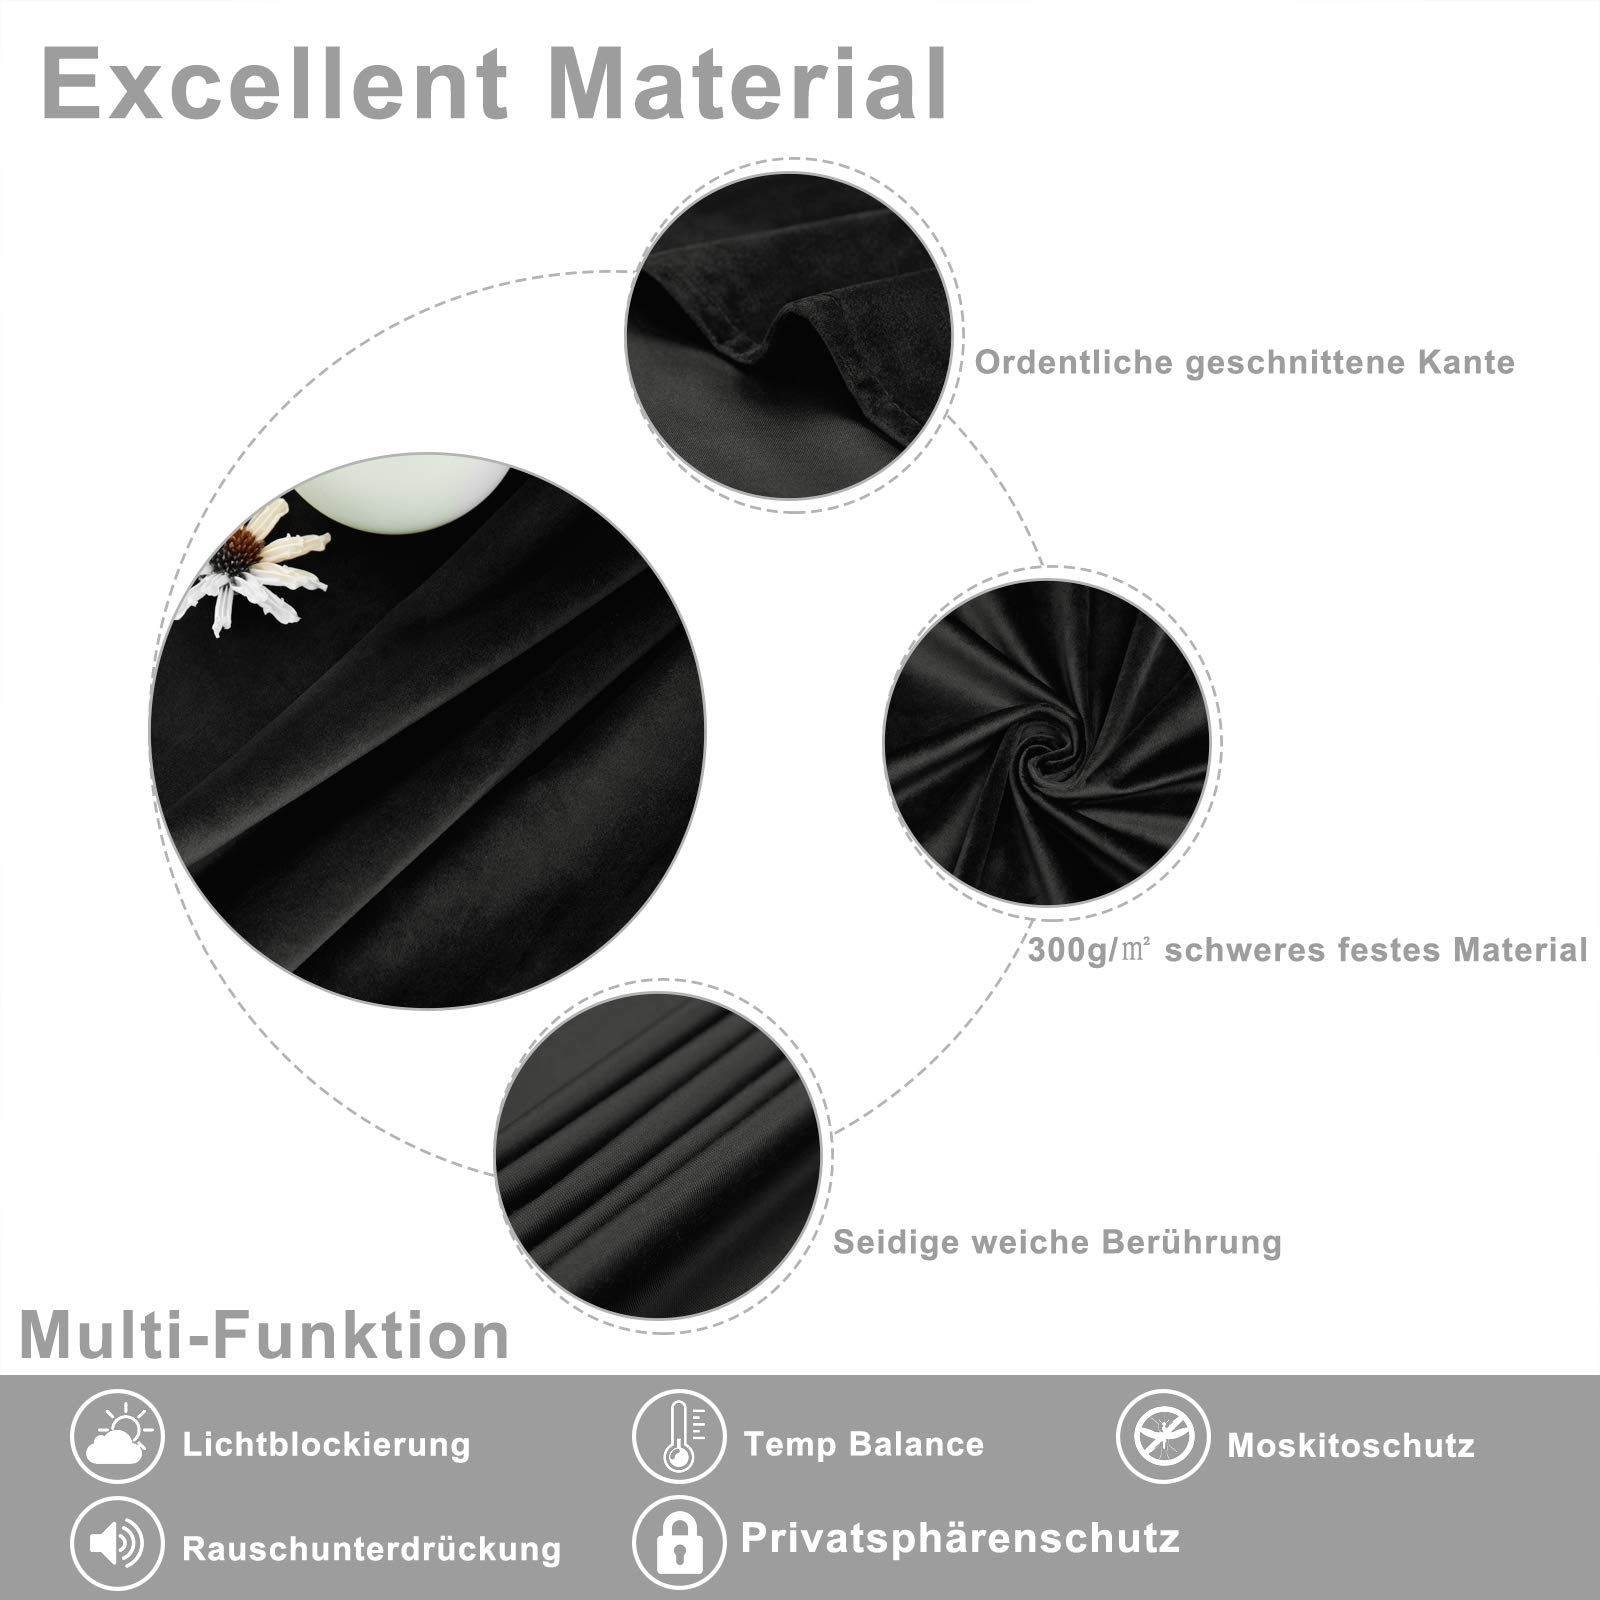 Excellent Material
Ordentliche geschnittene Kante
300g/㎡ schweres festes Material
Seidige weiche Berührung
Multi-Funktion
Lichtblockierung
Temp Balance
Moskitoschutz
Rauschunterdrückung
Privatsphärenschutz